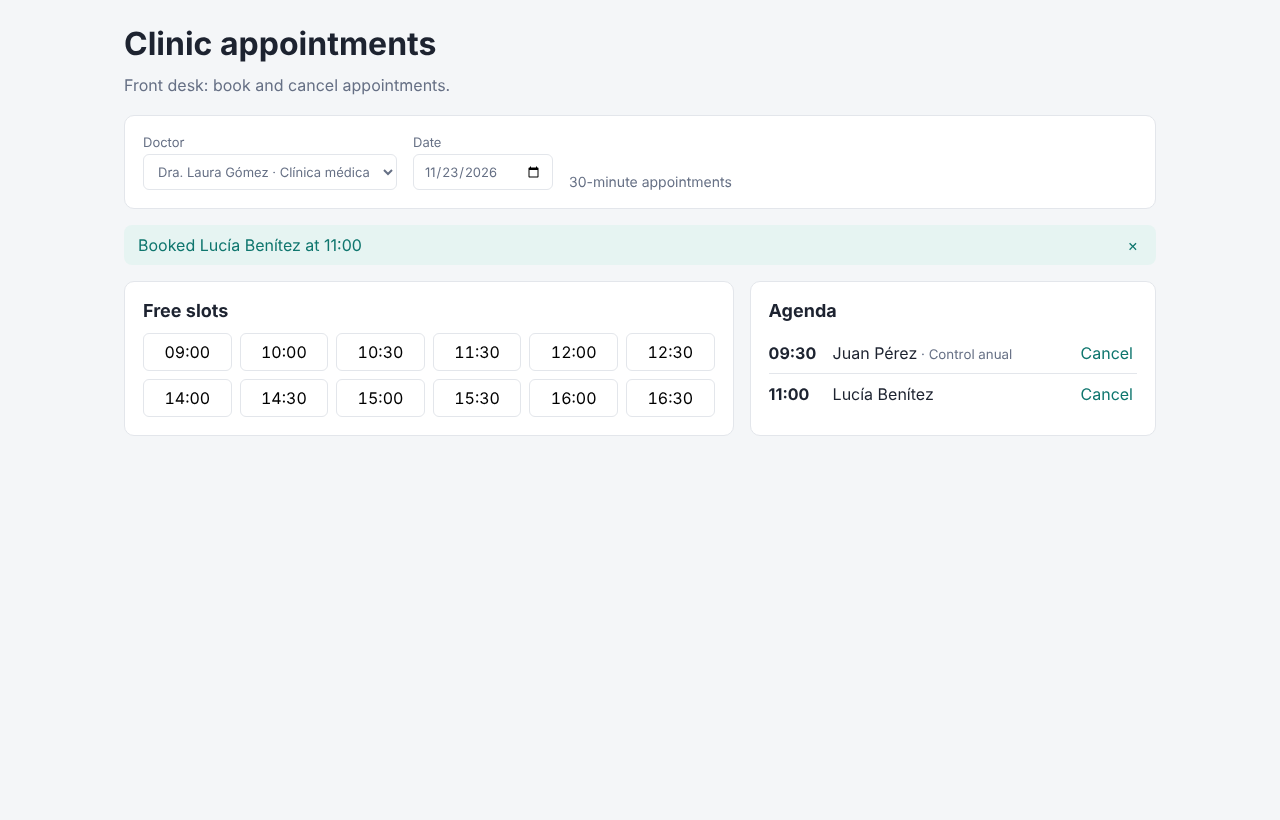 Clinic appointments
Front desk: book and cancel appointments.
Doctor
Date
Dra. Laura Gómez · Clínica médica
11/23/2026
30-minute appointments
Booked Lucía Benítez at 11:00
×
Free slots
09:00 10:00 10:30 11:30 12:00 12:30
14:00 14:30 15:00 15:30 16:00 16:30
Agenda
09:30 Juan Pérez · Control anual Cancel
11:00 Lucía Benítez Cancel